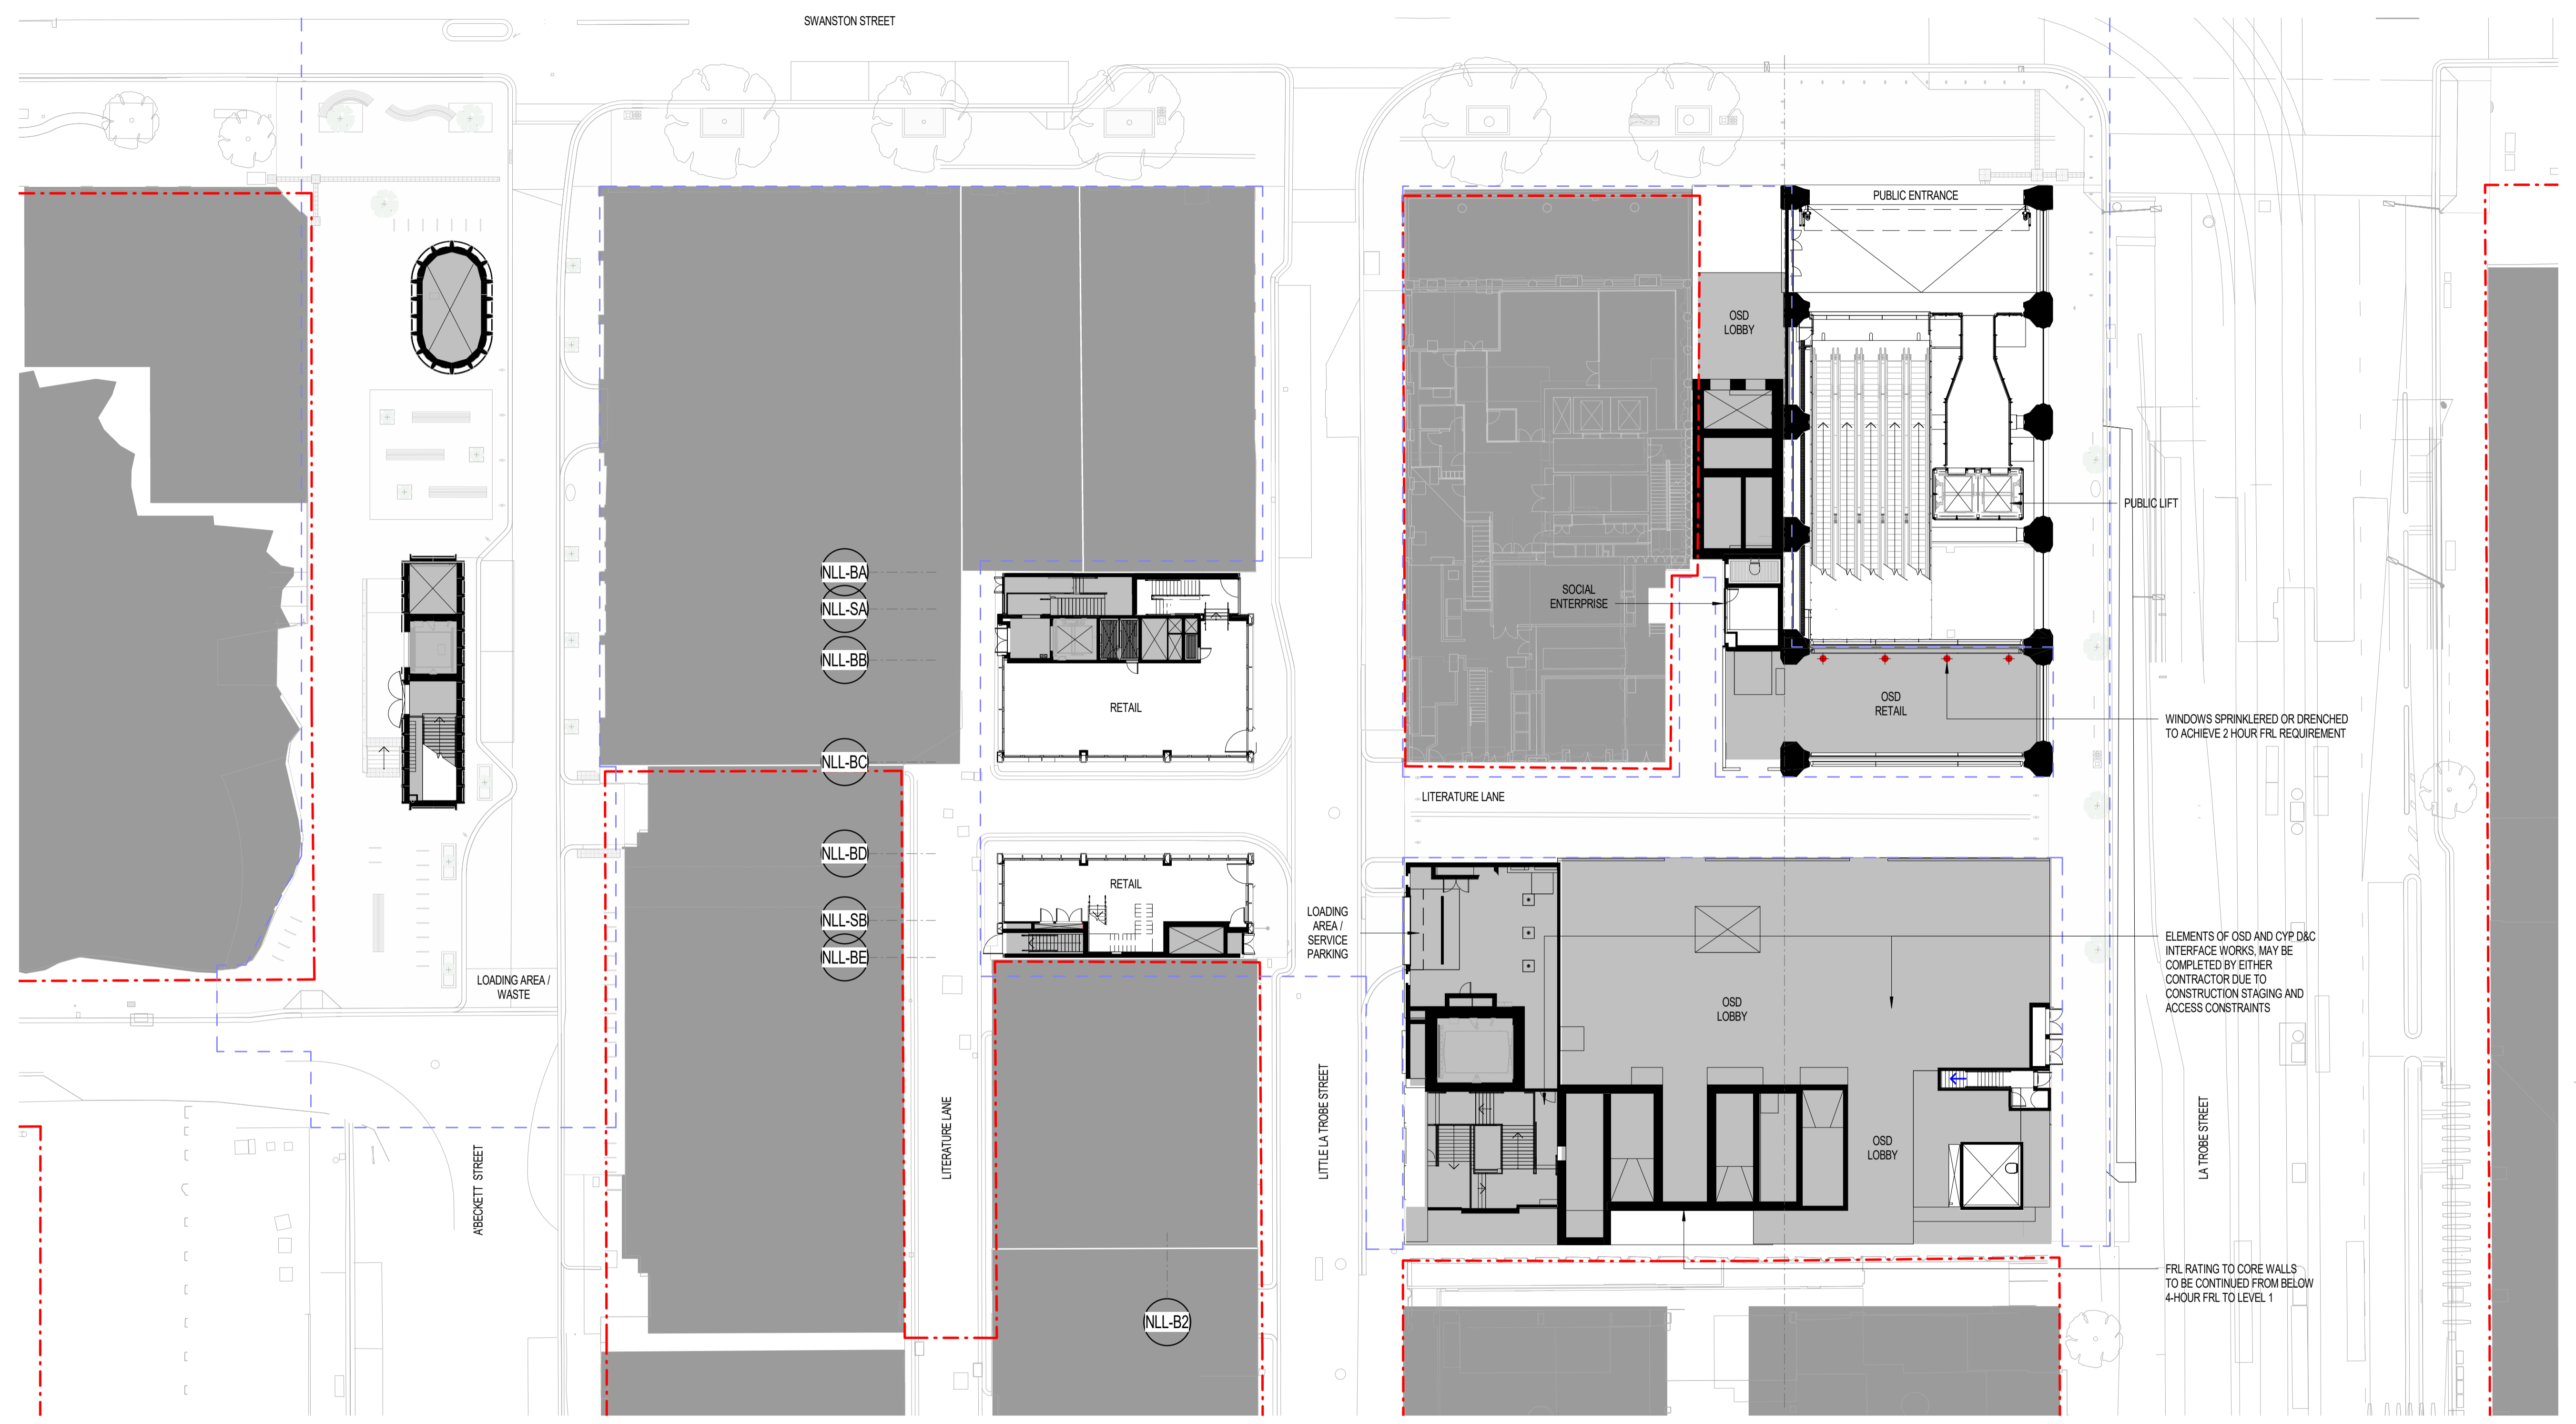 SWANSTON STREET
PUBLIC ENTRANCE
OSD
LOBBY
PUBLIC LIFT
NLL-BA
NLL-SA
NLL-BB
NLL-BC
NLL-BD
NLL-SB
NLL-BE
SOCIAL
ENTERPRISE
RETAIL
OSD
RETAIL
WINDOWS SPRINKLERED OR DRENCHED
TO ACHIEVE 2 HOUR FRL REQUIREMENT
LITERATURE LANE
RETAIL
LOADING
AREA /
SERVICE
PARKING
ELEMENTS OF OSD AND CYP D&C
INTERFACE WORKS, MAY BE
COMPLETED BY EITHER
CONTRACTOR DUE TO
CONSTRUCTION STAGING AND
ACCESS CONSTRAINTS
LOADING AREA /
WASTE
OSD
LOBBY
OSD
LOBBY
A'BECKETT STREET
LITERATURE LANE
LITTLE LA TROBE STREET
LA TROBE STREET
FRL RATING TO CORE WALLS
TO BE CONTINUED FROM BELOW
4-HOUR FRL TO LEVEL 1
NLL-B2